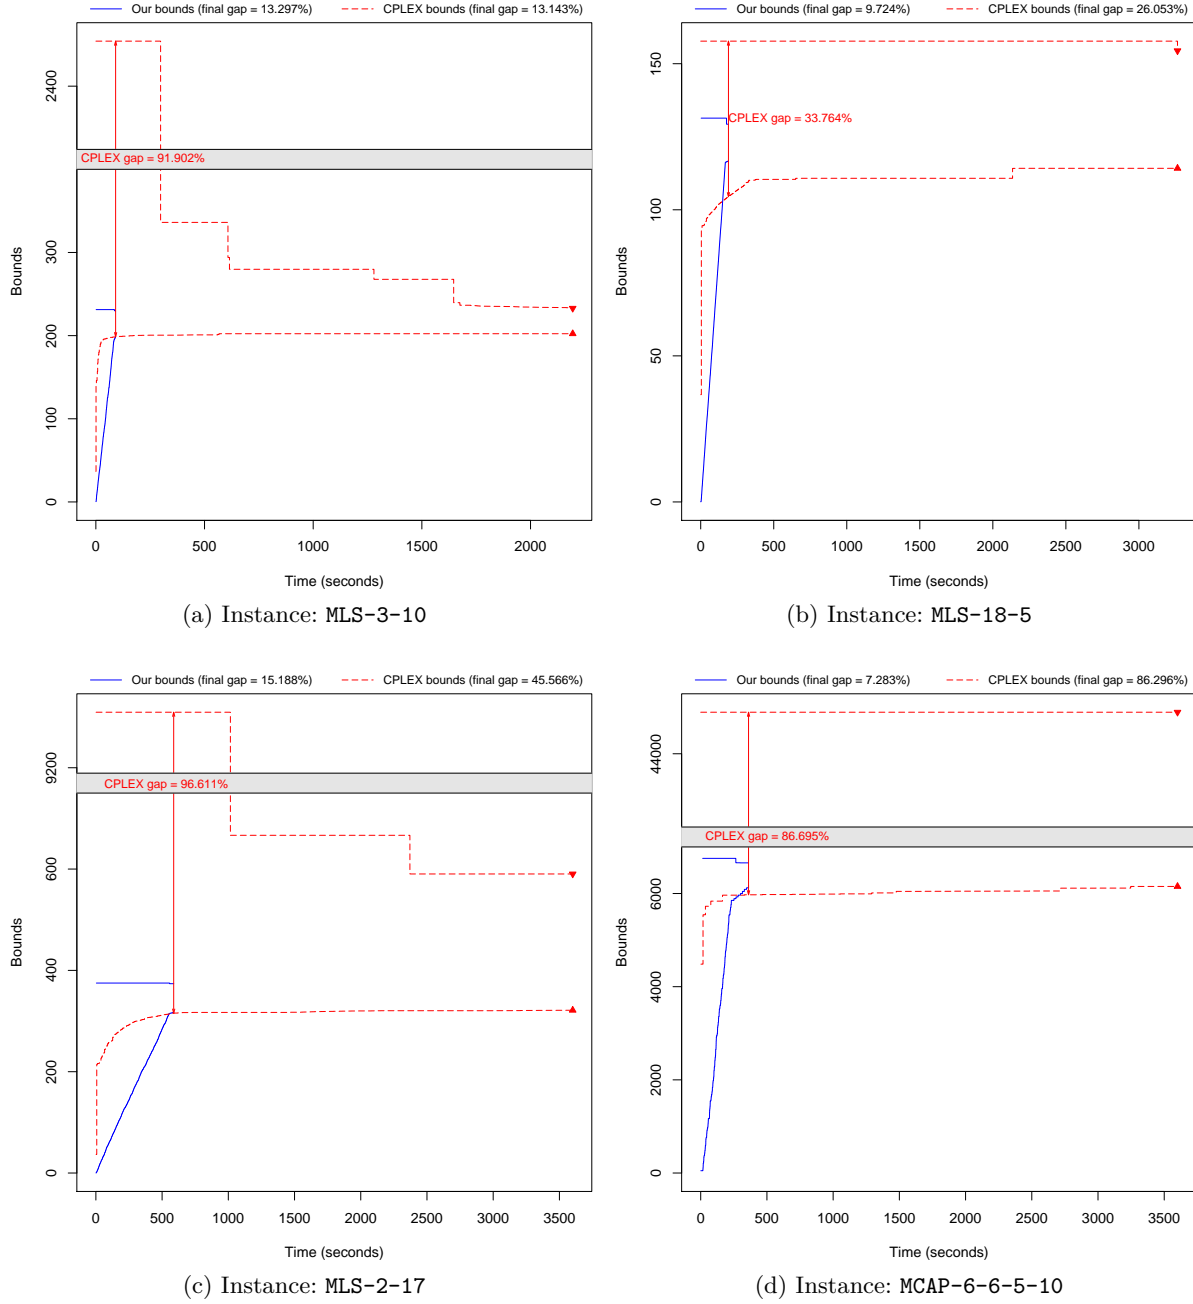 Our bounds (final gap = 13.297%) CPLEX bounds (final gap = 13.143%)
2400
CPLEX gap = 91.902%
300
200
100
0
Bounds
0 500 1000 1500 2000
Time (seconds)
(a) Instance: MLS-3-10
Our bounds (final gap = 9.724%) CPLEX bounds (final gap = 26.053%)
150
CPLEX gap = 33.764%
100
50
0
Bounds
0 500 1000 1500 2000 2500 3000
Time (seconds)
(b) Instance: MLS-18-5
Our bounds (final gap = 15.188%) CPLEX bounds (final gap = 45.566%)
9200
CPLEX gap = 96.611%
600
400
200
0
Bounds
0 500 1000 1500 2000 2500 3000 3500
Time (seconds)
(c) Instance: MLS-2-17
Our bounds (final gap = 7.283%) CPLEX bounds (final gap = 86.296%)
44000
CPLEX gap = 86.695%
6000
4000
2000
0
Bounds
0 500 1000 1500 2000 2500 3000 3500
Time (seconds)
(d) Instance: MCAP-6-6-5-10